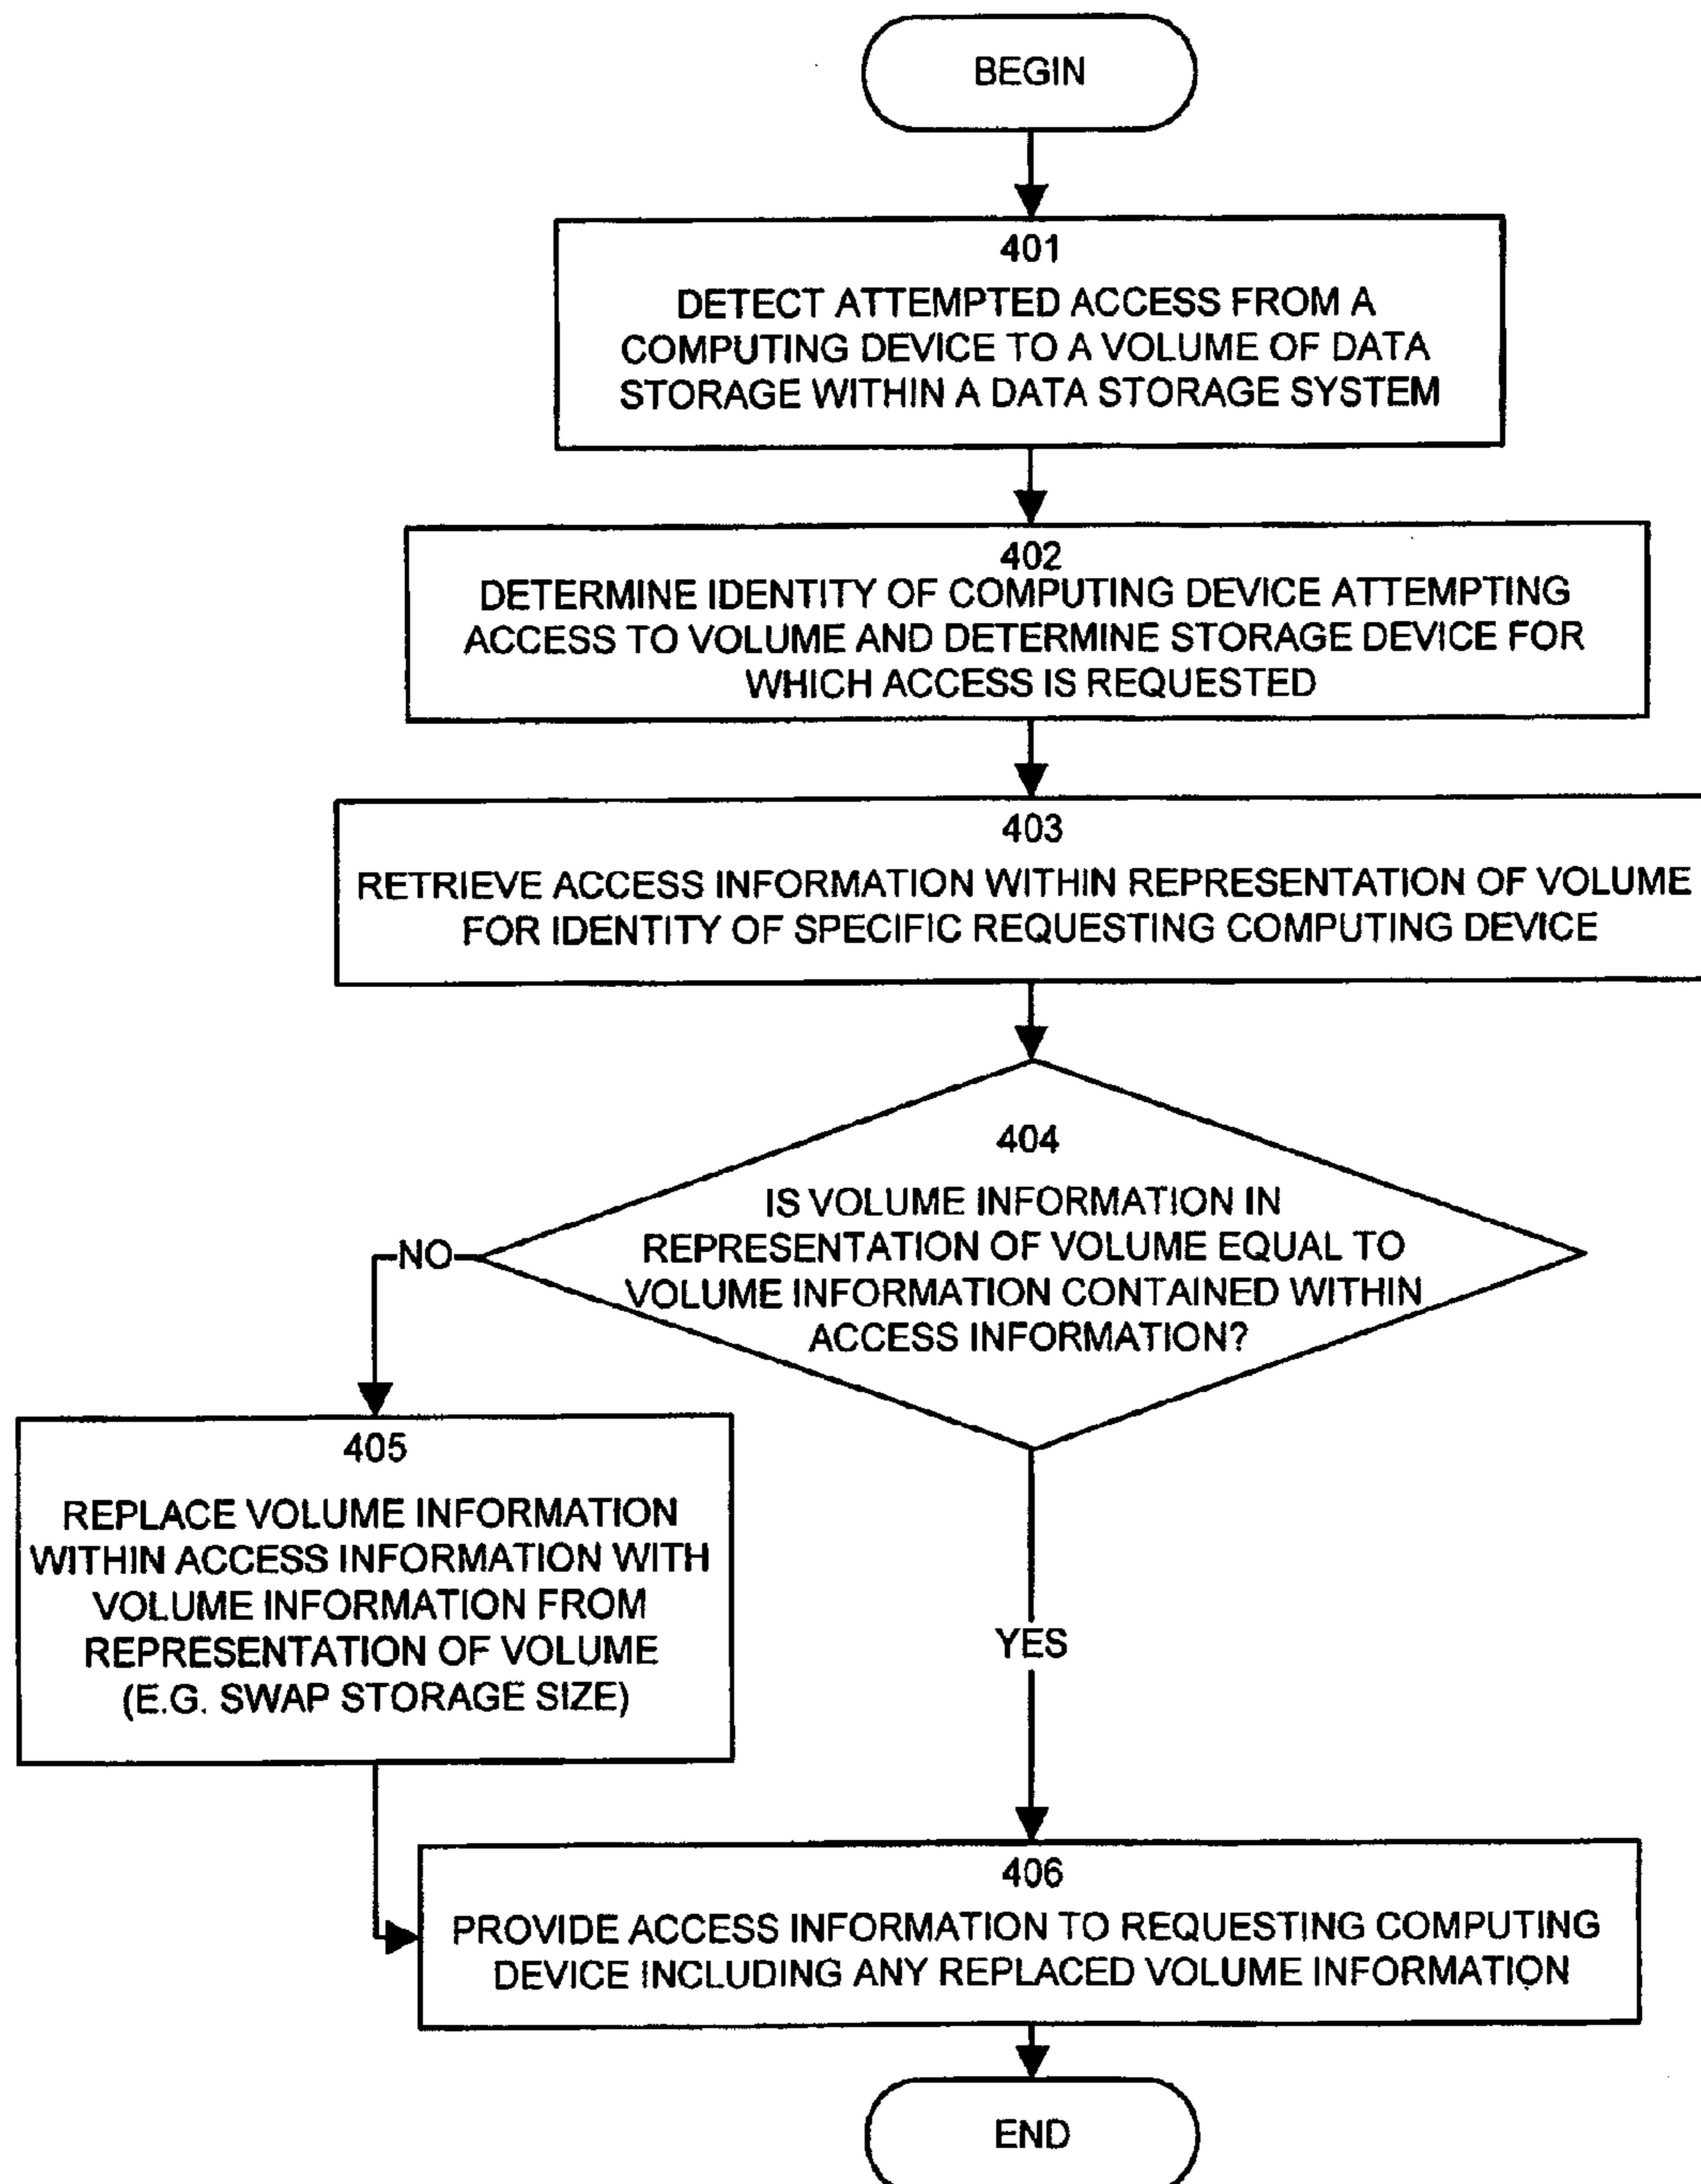 BEGIN
401
DETECT ATTEMPTED ACCESS FROM A
COMPUTING DEVICE TO A VOLUME OF DATA
STORAGE WITHIN A DATA STORAGE SYSTEM
402
DETERMINE IDENTITY OF COMPUTING DEVICE ATTEMPTING
ACCESS TO VOLUME AND DETERMINE STORAGE DEVICE FOR
WHICH ACCESS IS REQUESTED
403
RETRIEVE ACCESS INFORMATION WITHIN REPRESENTATION OF VOLUME
FOR IDENTITY OF SPECIFIC REQUESTING COMPUTING DEVICE
404
IS VOLUME INFORMATION IN
REPRESENTATION OF VOLUME EQUAL TO
VOLUME INFORMATION CONTAINED WITHIN
ACCESS INFORMATION?
NO
405
REPLACE VOLUME INFORMATION
WITHIN ACCESS INFORMATION WITH
VOLUME INFORMATION FROM
REPRESENTATION OF VOLUME
(E.G. SWAP STORAGE SIZE)
YES
406
PROVIDE ACCESS INFORMATION TO REQUESTING COMPUTING
DEVICE INCLUDING ANY REPLACED VOLUME INFORMATION
END